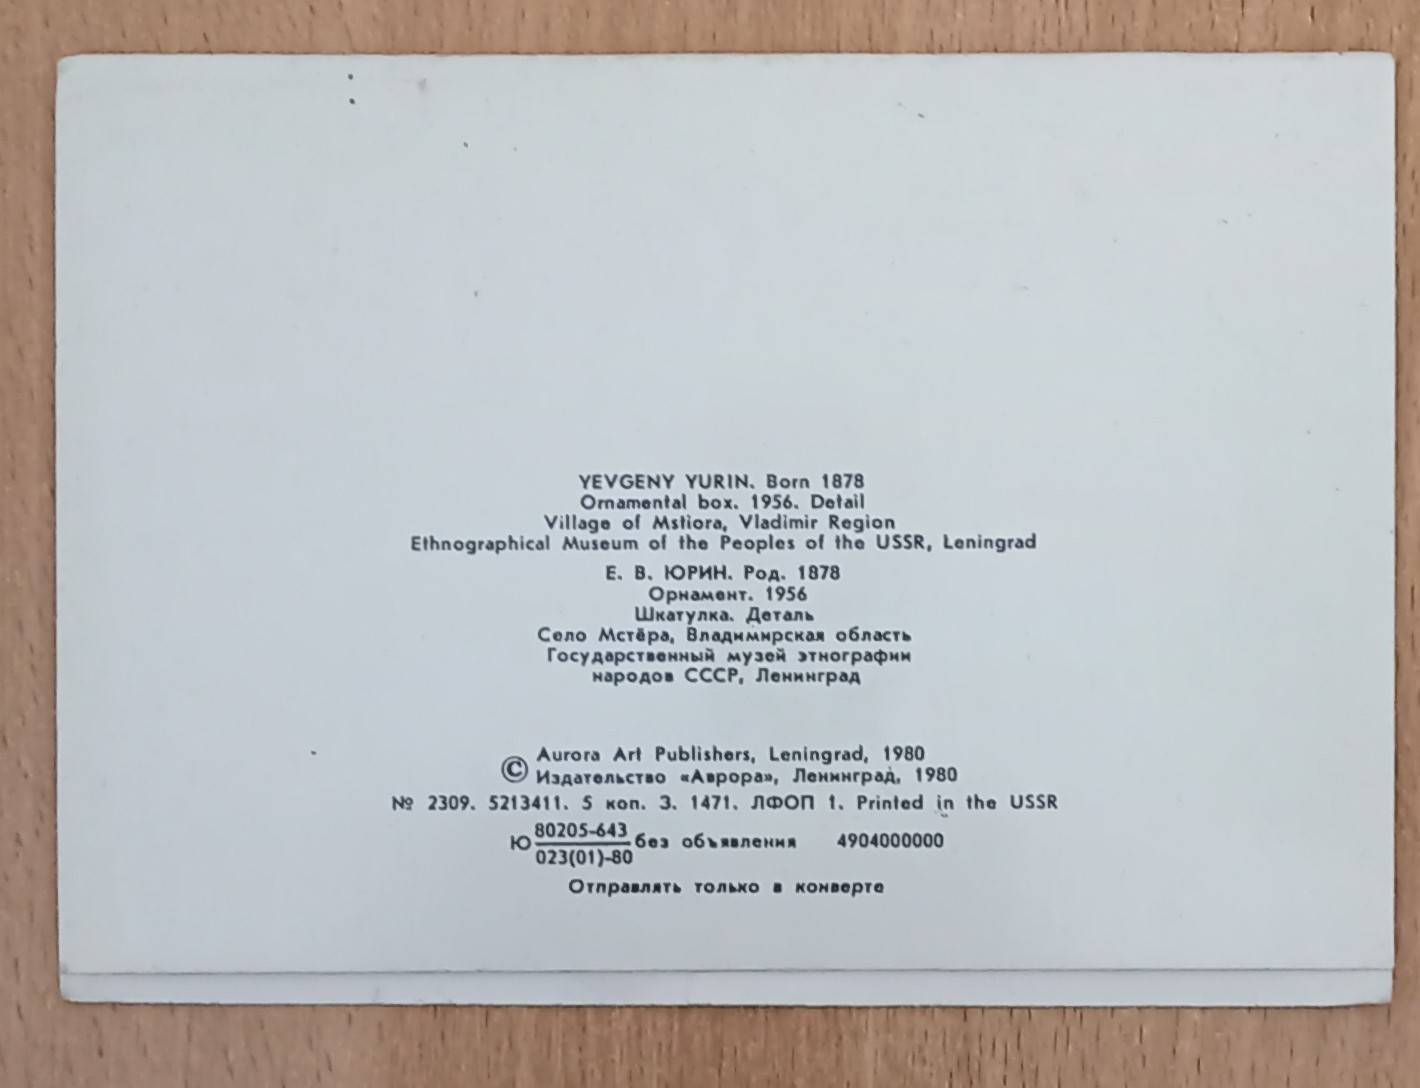 YEVGENY YURIN. Born 1878
Ornamental box. 1956. Detail
Village of Mstiora, Vladimir Region
Ethnographical Museum of the Peoples of the USSR, Leningrad
Е. В. ЮРИН. Род. 1878
Орнамент. 1956
Шкатулка. Деталь
Село Мстёра, Владимирская область
Государственный музей этнографии
народов СССР, Ленинград
© Aurora Art Publishers, Leningrad, 1980
Издательство «Аврора», Ленинград, 1980
№ 2309. 5213411. 5 коп. З. 1471. ЛФОП 1. Printed in the USSR
80205-643
Ю без объявления 4904000000
023(01)-80
Отправлять только в конверте